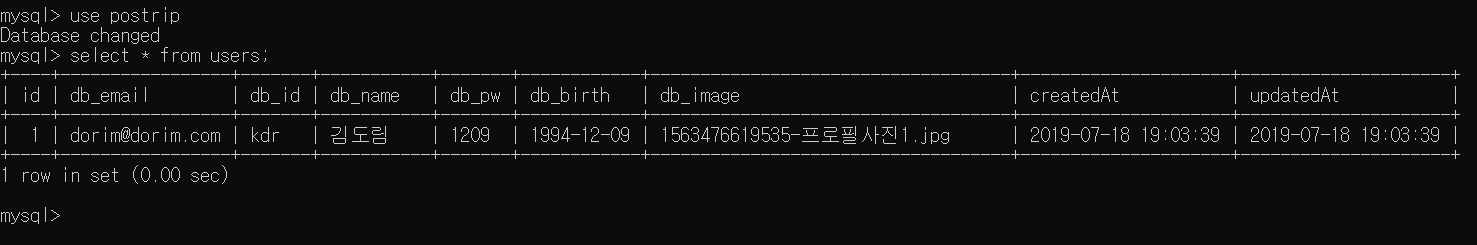 mysql> use postrip
Database changed
mysql> select * from users;
+----+-----------------+-------+-----------+-------+------------+------------------------------------+---------------------+---------------------+
| id | db_email | db_id | db_name | db_pw | db_birth | db_image | createdAt | updatedAt |
+----+-----------------+-------+-----------+-------+------------+------------------------------------+---------------------+---------------------+
| 1 | dorim@dorim.com | kdr | 김도림 | 1209 | 1994-12-09 | 1563476619535-프로필사진1.jpg | 2019-07-18 19:03:39 | 2019-07-18 19:03:39 |
+----+-----------------+-------+-----------+-------+------------+------------------------------------+---------------------+---------------------+
1 row in set (0.00 sec)
mysql>